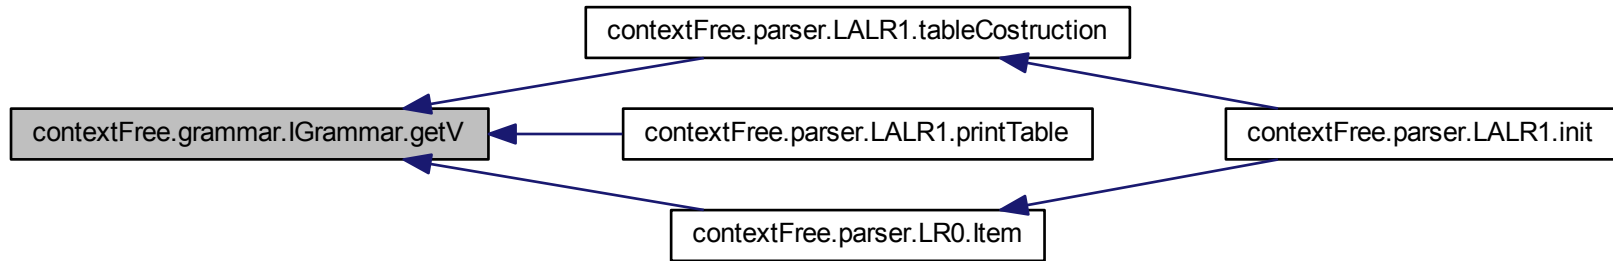 contextFree.parser.LALR1.tableCostruction
contextFree.grammar.IGrammar.getV
contextFree.parser.LALR1.printTable
contextFree.parser.LALR1.init
contextFree.parser.LR0.Item